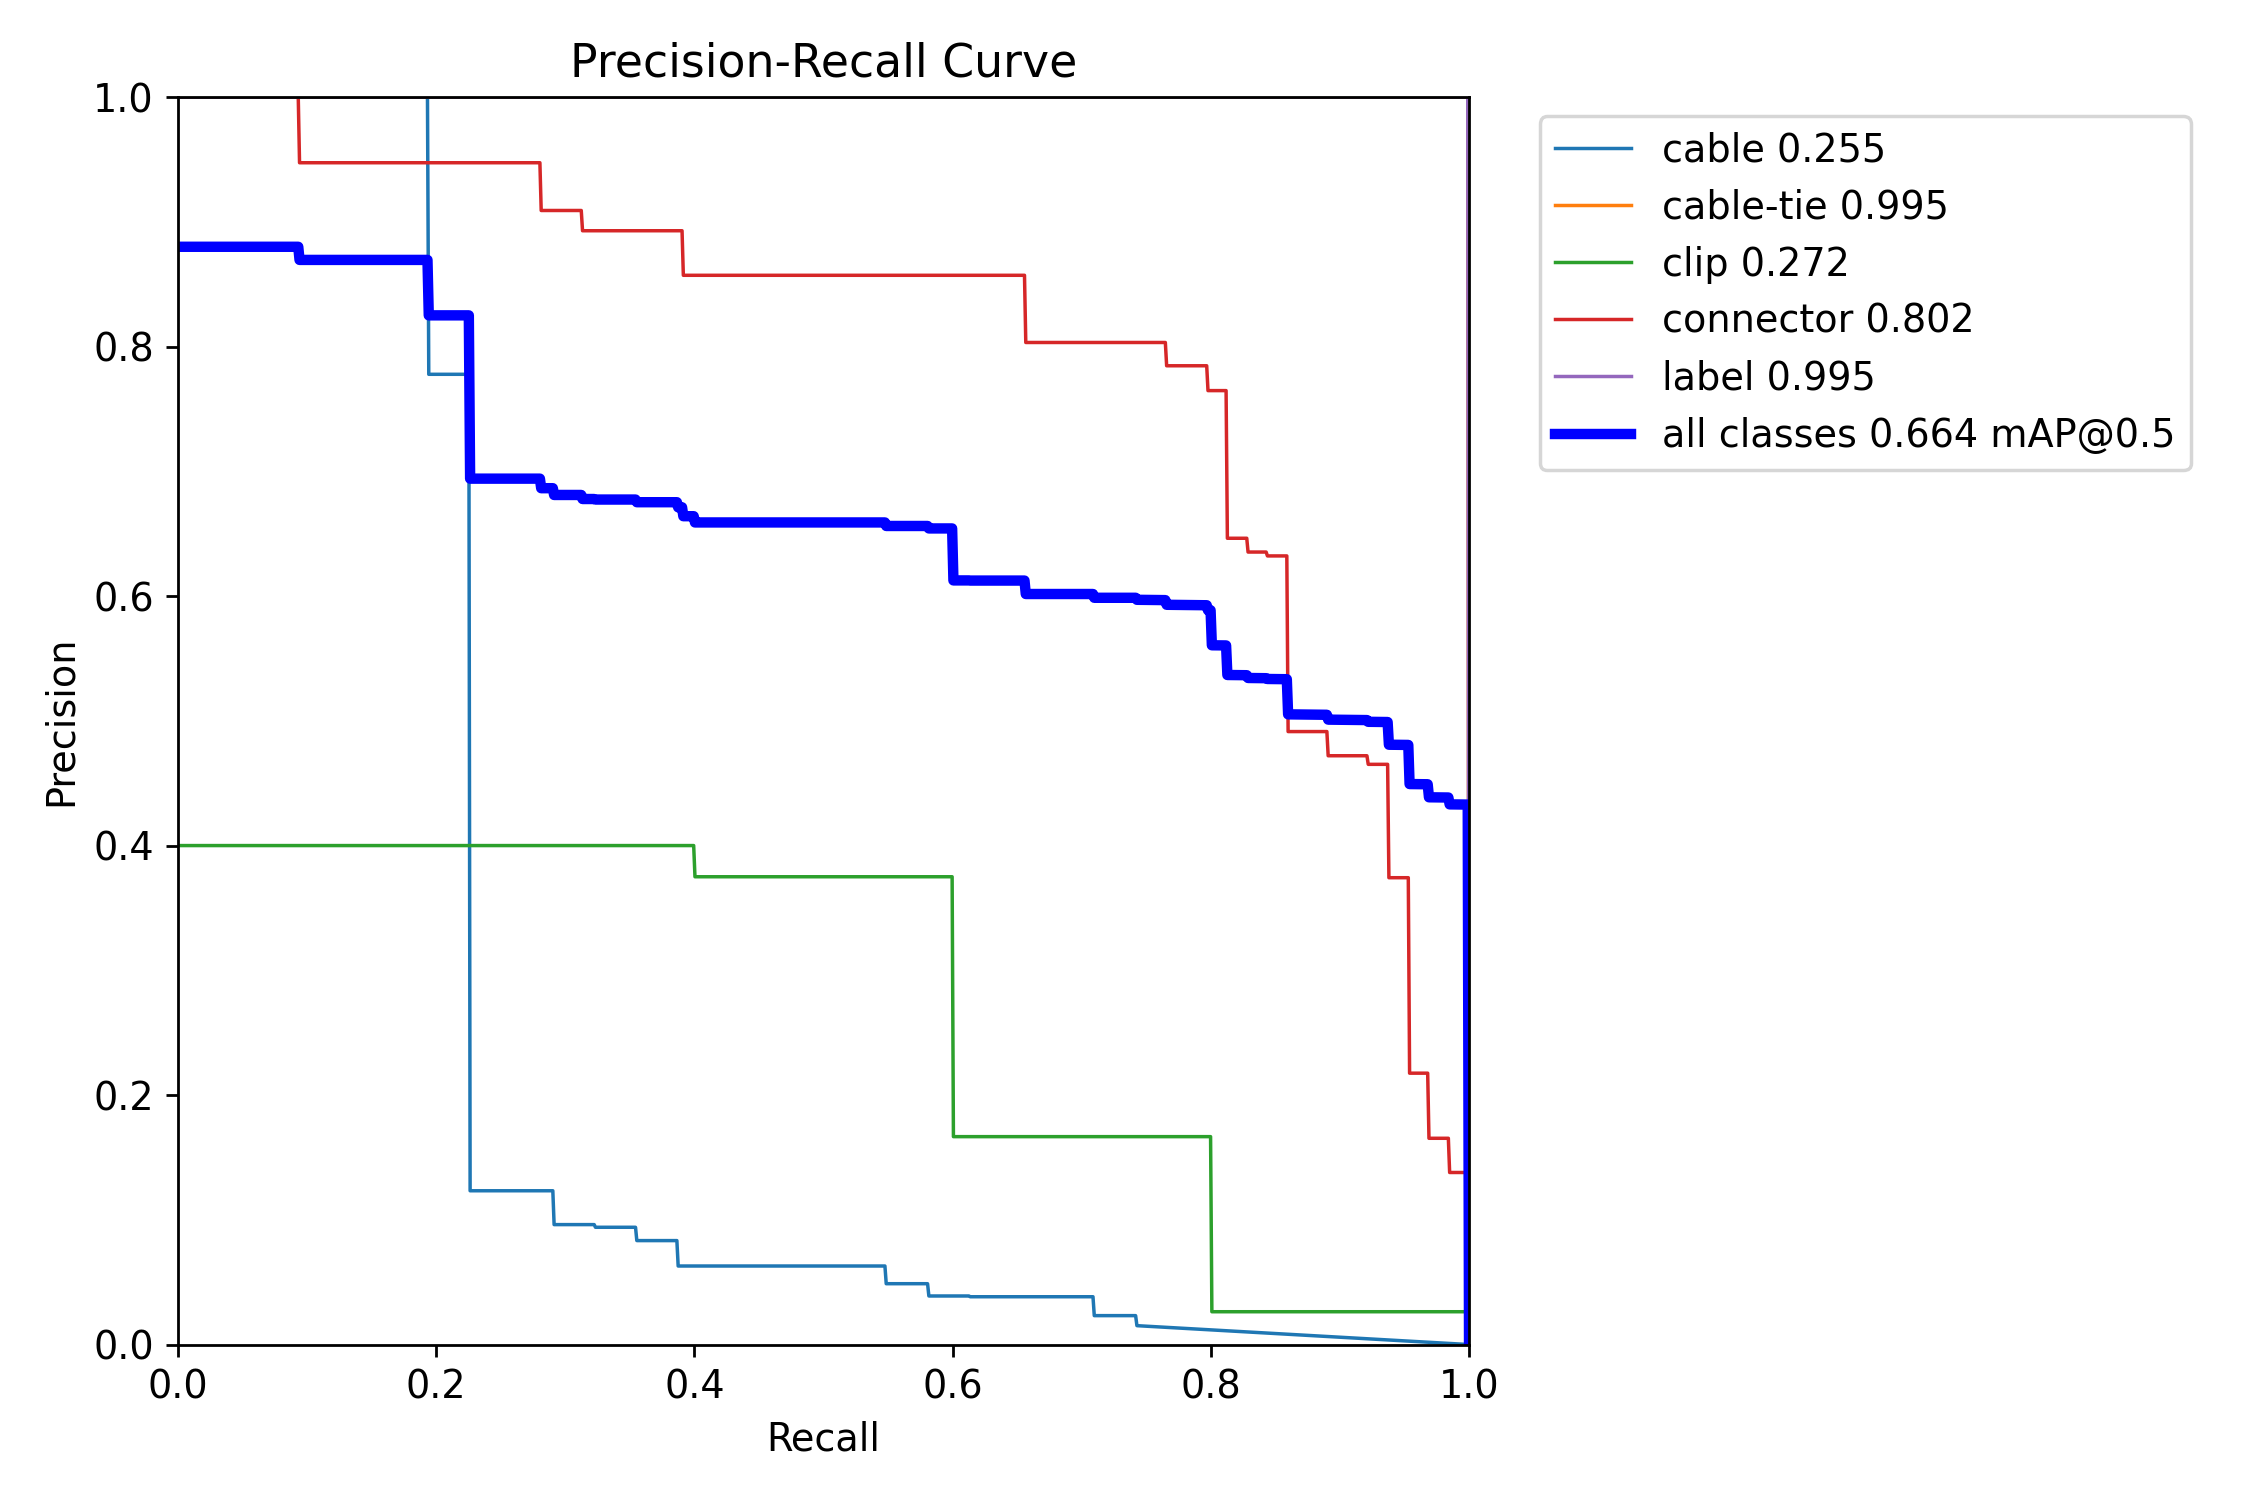 Precision-Recall Curve
1.0
0.8
0.6
0.4
0.2
0.0
Precision
0.0 0.2 0.4 0.6 0.8 1.0
Recall
cable 0.255
cable-tie 0.995
clip 0.272
connector 0.802
label 0.995
all classes 0.664 mAP@0.5